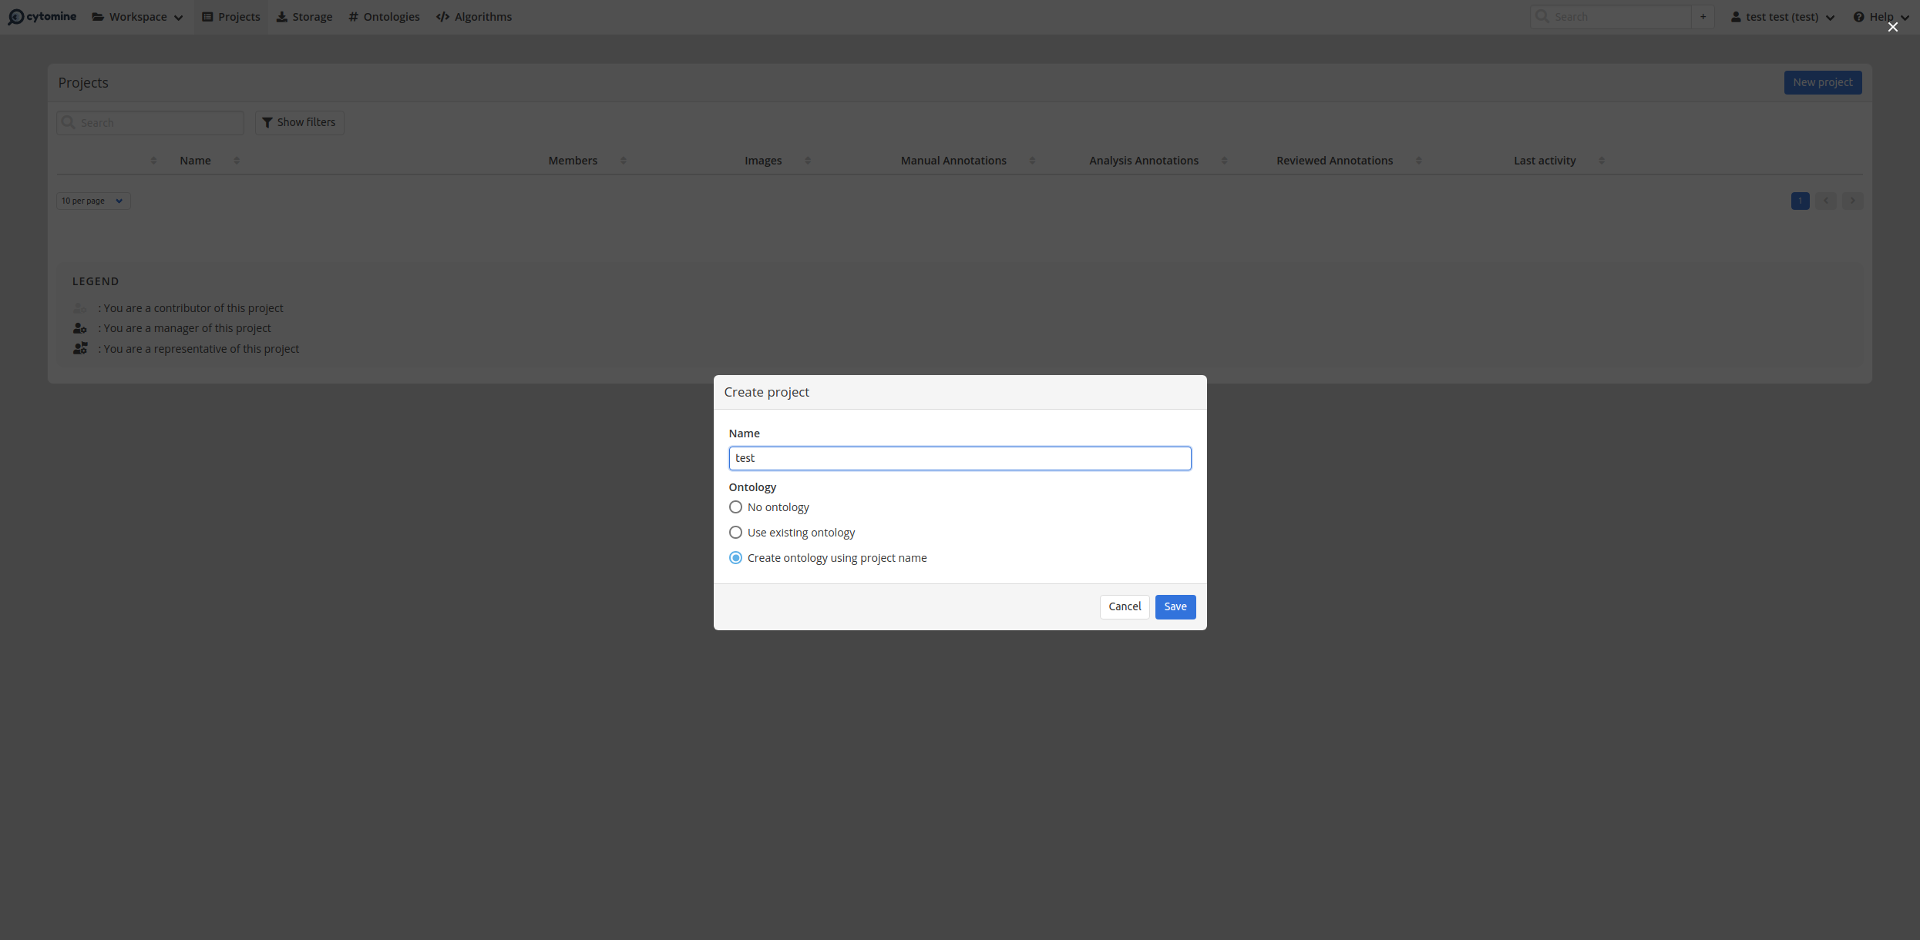 cytomine Workspace Projects Storage # Ontologies </> Algorithms Search + test test (test) Help
Projects New project
Search Show filters
Name Members Images Manual Annotations Analysis Annotations Reviewed Annotations Last activity
10 per page 1
LEGEND
: You are a contributor of this project
: You are a manager of this project
: You are a representative of this project
Create project
Name
test
Ontology
No ontology
Use existing ontology
Create ontology using project name
Cancel Save